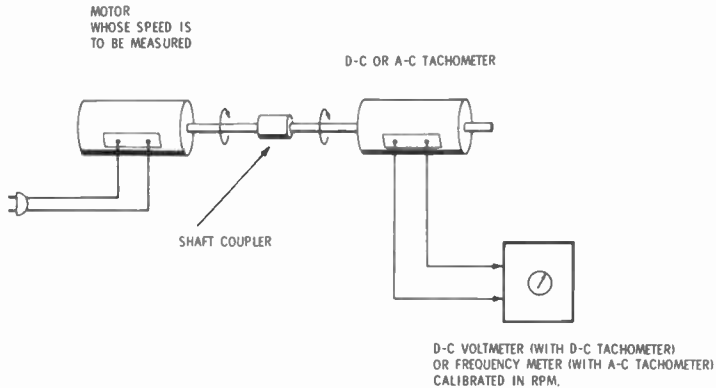 MOTOR
WHOSE SPEED IS
TO BE MEASURED
D-C OR A-C TACHOMETER
SHAFT COUPLER
D-C VOLTMETER (WITH D-C TACHOMETER)
OR FREQUENCY METER (WITH A-C TACHOMETER)
CALIBRATED IN RPM.